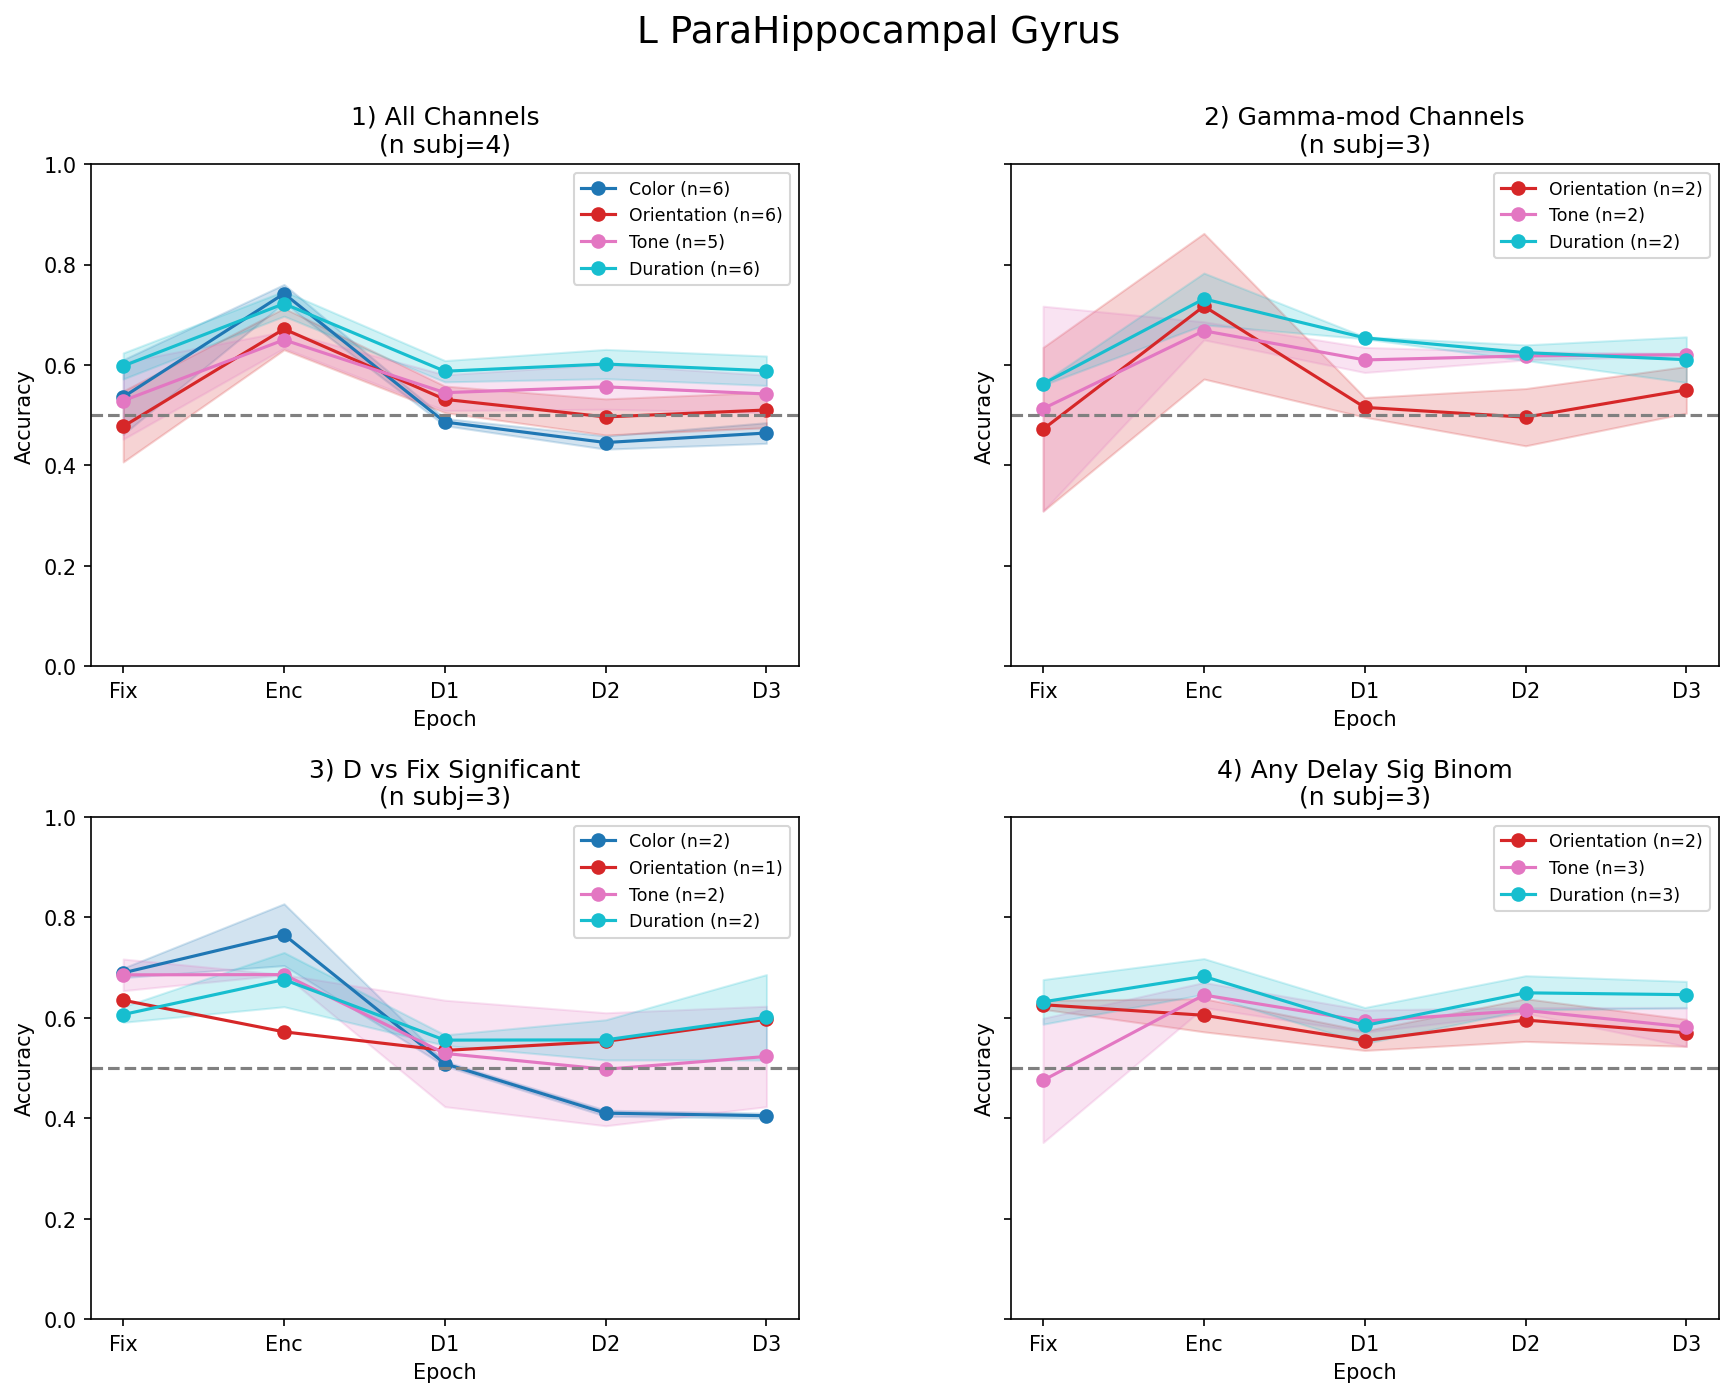 L ParaHippocampal Gyrus
1) All Channels
(n subj=4)
Accuracy
1.0
0.8
0.6
0.4
0.2
0.0
Color (n=6)
Orientation (n=6)
Tone (n=5)
Duration (n=6)
Fix Enc D1 D2 D3
Epoch
2) Gamma-mod Channels
(n subj=3)
Accuracy
Orientation (n=2)
Tone (n=2)
Duration (n=2)
Fix Enc D1 D2 D3
Epoch
3) D vs Fix Significant
(n subj=3)
Accuracy
1.0
0.8
0.6
0.4
0.2
0.0
Color (n=2)
Orientation (n=1)
Tone (n=2)
Duration (n=2)
Fix Enc D1 D2 D3
Epoch
4) Any Delay Sig Binom
(n subj=3)
Accuracy
Orientation (n=2)
Tone (n=3)
Duration (n=3)
Fix Enc D1 D2 D3
Epoch